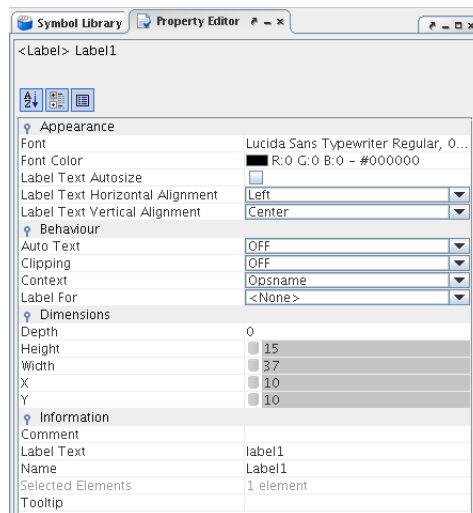 Symbol Library Property Editor
<Label> Label1
Appearance
Font Lucida Sans Typewriter Regular, 0...
Font Color R:0 G:0 B:0 - #000000
Label Text Autosize
Label Text Horizontal Alignment Left
Label Text Vertical Alignment Center
Behaviour
Auto Text OFF
Clipping OFF
Context Opsname
Label For <None>
Dimensions
Depth 0
Height 15
Width 37
X 10
Y 10
Information
Comment
Label Text label1
Name Label1
Selected Elements 1 element
Tooltip